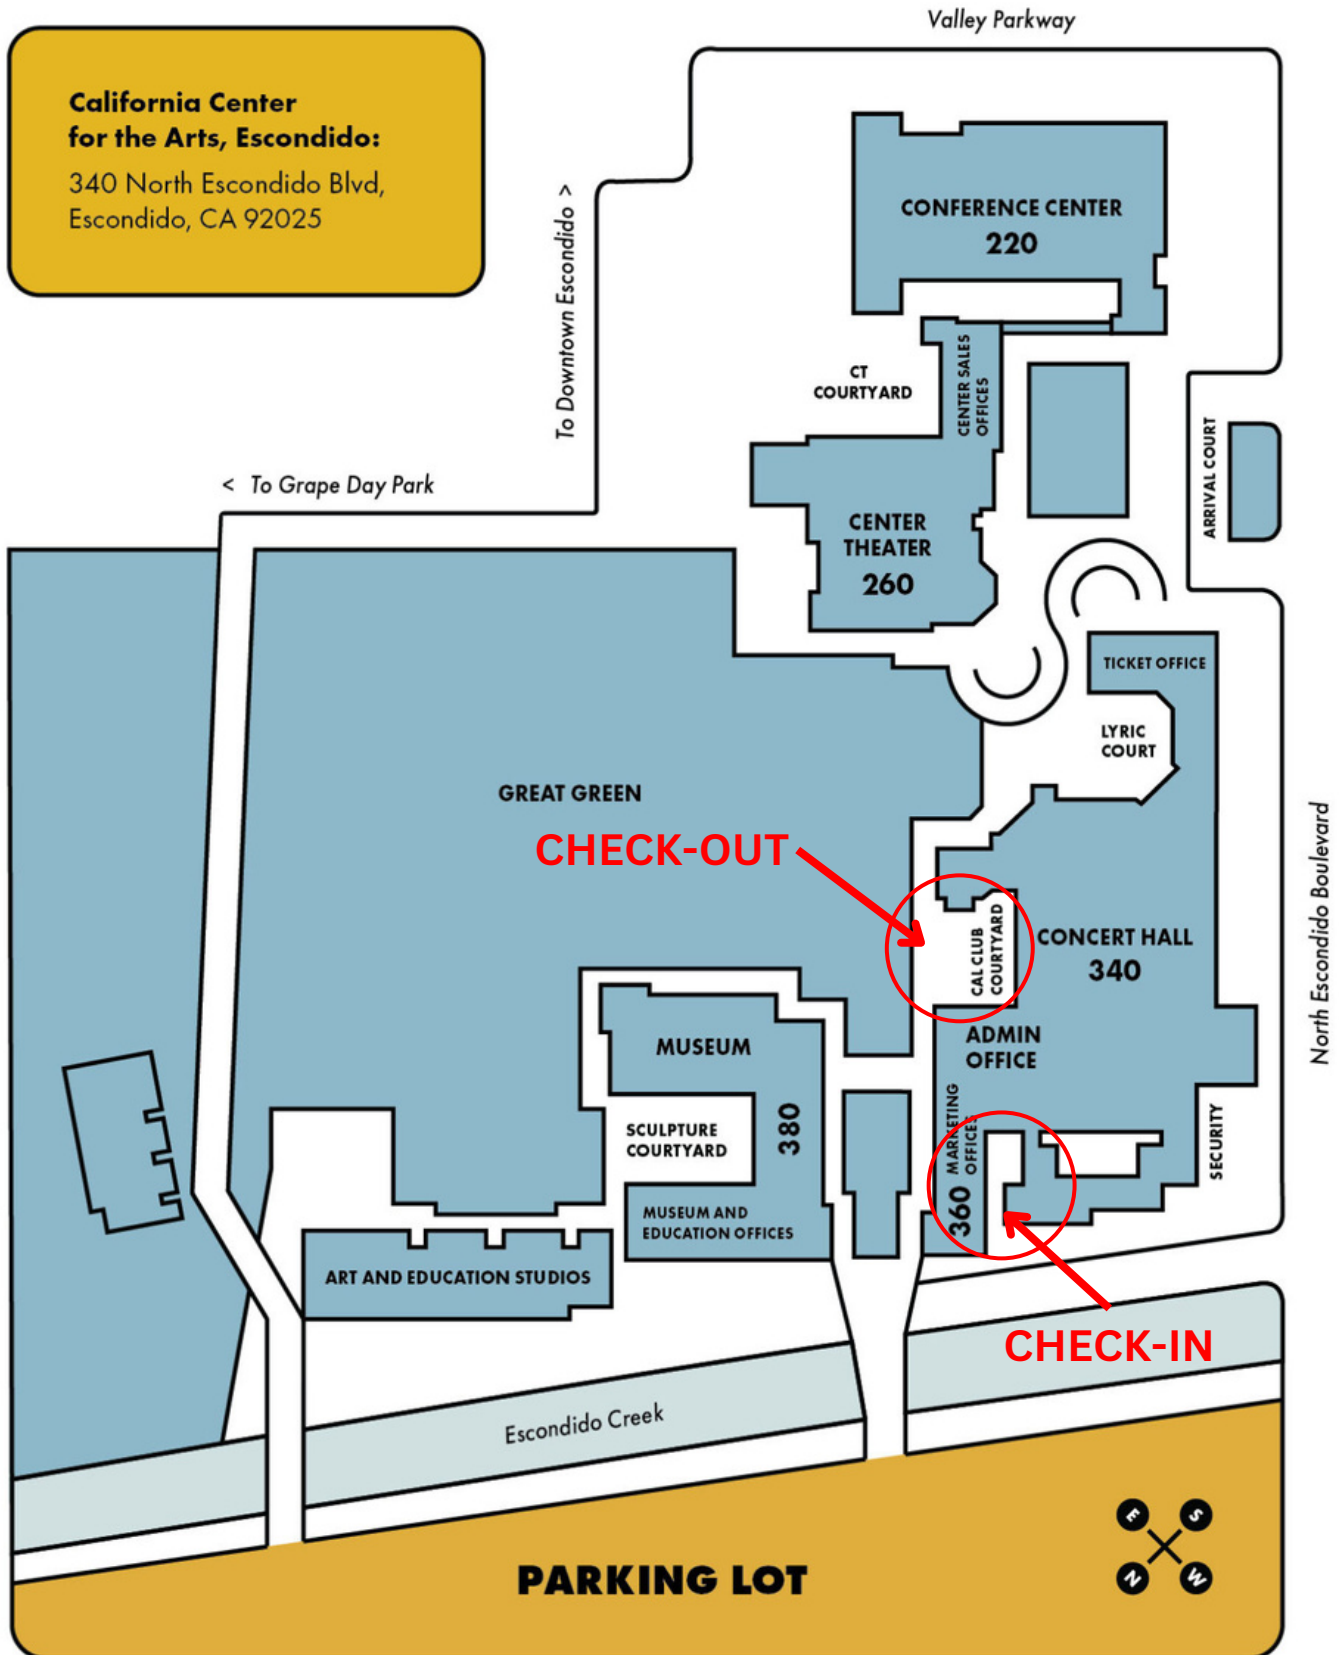 Valley Parkway
California Center
for the Arts, Escondido:
340 North Escondido Blvd,
Escondido, CA 92025
CONFERENCE CENTER
220
To Downtown Escondido >
CENTER SALES
OFFICES
CT
COURTYARD
ARRIVAL COURT
< To Grape Day Park
CENTER
THEATER
260
TICKET OFFICE
LYRIC
COURT
GREAT GREEN
CHECK-OUT
North Escondido Boulevard
CAL CLUB
COURTYARD
CONCERT HALL
340
ADMIN
OFFICE
MUSEUM
380
SCULPTURE
COURTYARD
MARKETING
OFFICES
360
SECURITY
MUSEUM AND
EDUCATION OFFICES
ART AND EDUCATION STUDIOS
CHECK-IN
Escondido Creek
E
S
N
W
PARKING LOT